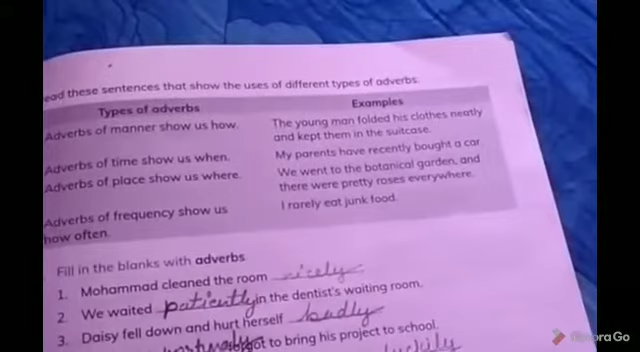 ead these sentences that show the uses of different types of adverbs.
Types of adverbs Examples
Adverbs of manner show us how. The young man folded his clothes neatly
and kept them in the suitcase.
Adverbs of time show us when. My parents have recently bought a car
Adverbs of place show us where. We went to the botanical garden, and
there were pretty roses everywhere.
Adverbs of frequency show us I rarely eat junk food.
how often.
Fill in the blanks with adverbs
1. Mohammad cleaned the room nicely
2. We waited patiently in the dentist's waiting room.
3. Daisy fell down and hurt herself badly
to bring his project to school.
luckily
FilmoraGo